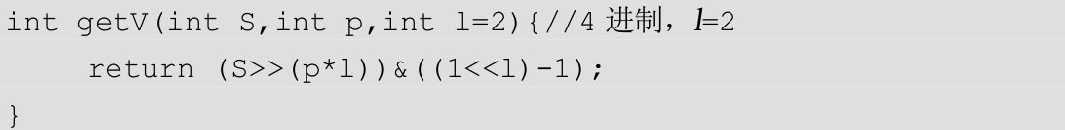 int getV(int S,int p,int l=2){//4 进制，l=2
return (S>>(p*l))&((1<<l)-1);
}